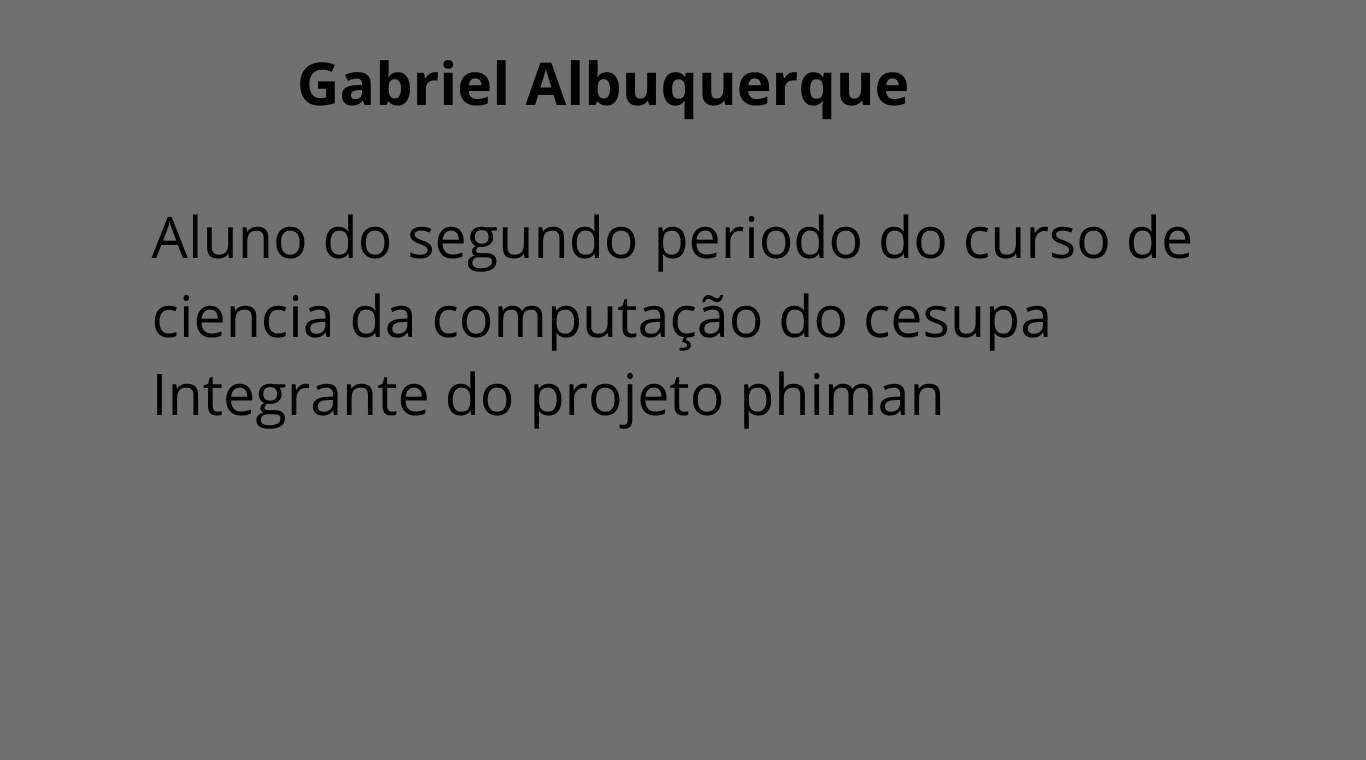 Gabriel Albuquerque
Aluno do segundo periodo do curso de
ciencia da computação do cesupa
Integrante do projeto phiman